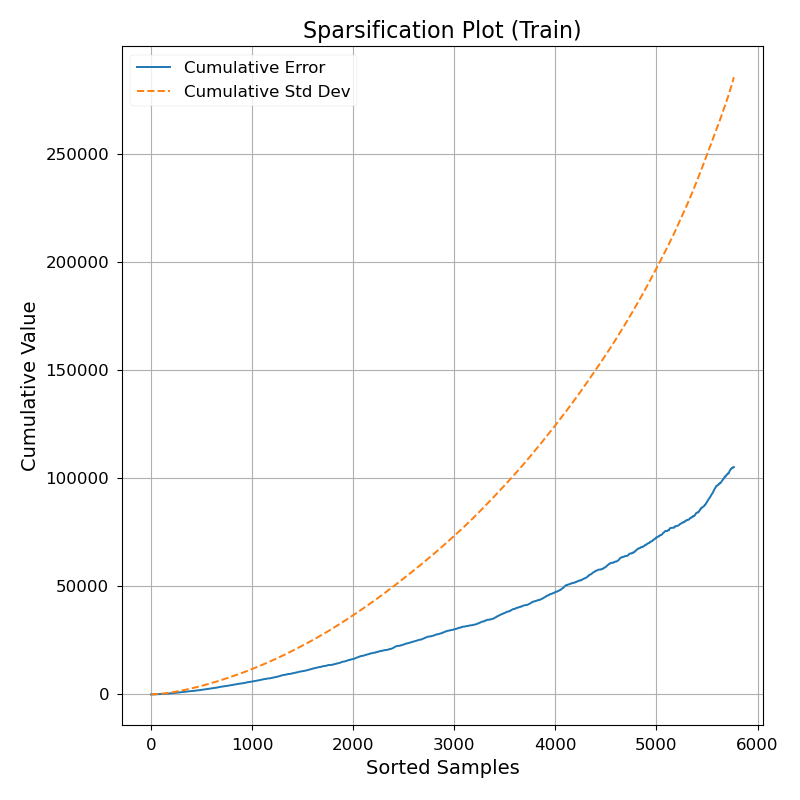 Sparsification Plot (Train)
Cumulative Error
Cumulative Std Dev
Cumulative Value
250000
200000
150000
100000
50000
0
0 1000 2000 3000 4000 5000 6000
Sorted Samples